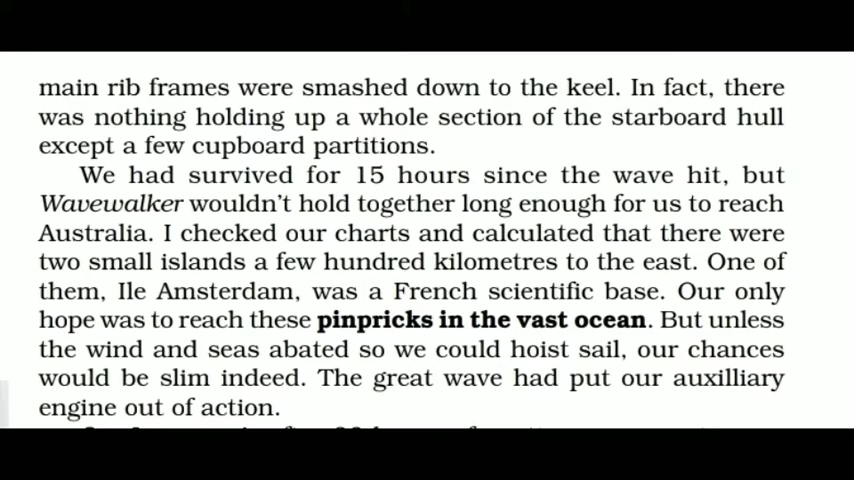 main rib frames were smashed down to the keel. In fact, there
was nothing holding up a whole section of the starboard hull
except a few cupboard partitions.
We had survived for 15 hours since the wave hit, but
Wavewalker wouldn't hold together long enough for us to reach
Australia. I checked our charts and calculated that there were
two small islands a few hundred kilometres to the east. One of
them, Ile Amsterdam, was a French scientific base. Our only
hope was to reach these pinpricks in the vast ocean. But unless
the wind and seas abated so we could hoist sail, our chances
would be slim indeed. The great wave had put our auxilliary
engine out of action.